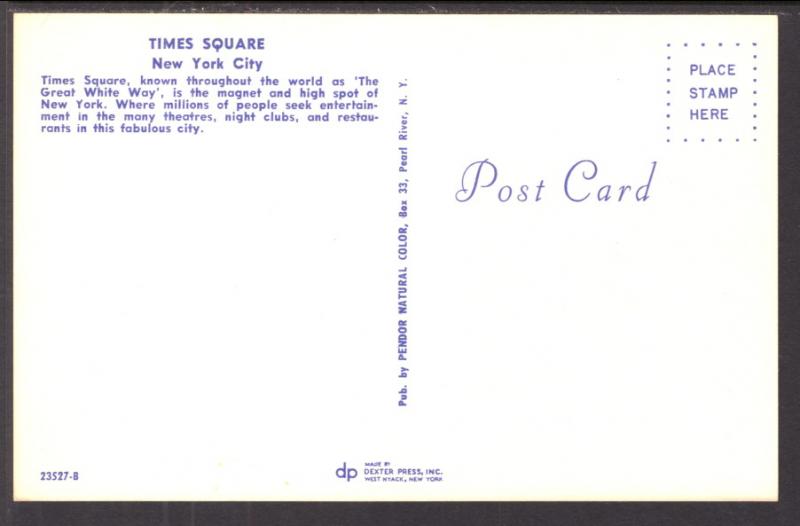 TIMES SQUARE
New York City
Times Square, known throughout the world as 'The
Great White Way', is the magnet and high spot of
New York. Where millions of people seek entertain-
ment in the many theatres, night clubs, and restau-
rants in this fabulous city.
Pub. by PENDOR NATURAL COLOR, Box 33, Pearl River, N. Y.
PLACE
STAMP
HERE
Post Card
23527-B
dp
MADE BY
DEXTER PRESS, INC.
WEST NYACK, NEW YORK